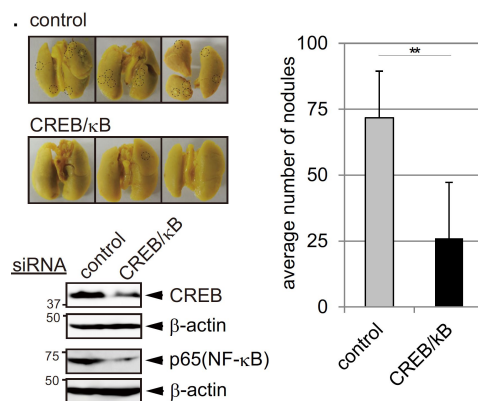 .
control
CREB/κB
siRNA
control
CREB/κB
CREB
37
50
β-actin
75
p65(NF-κB)
50
β-actin
100
75
50
25
0
average number of nodules
**
control
CREB/kB